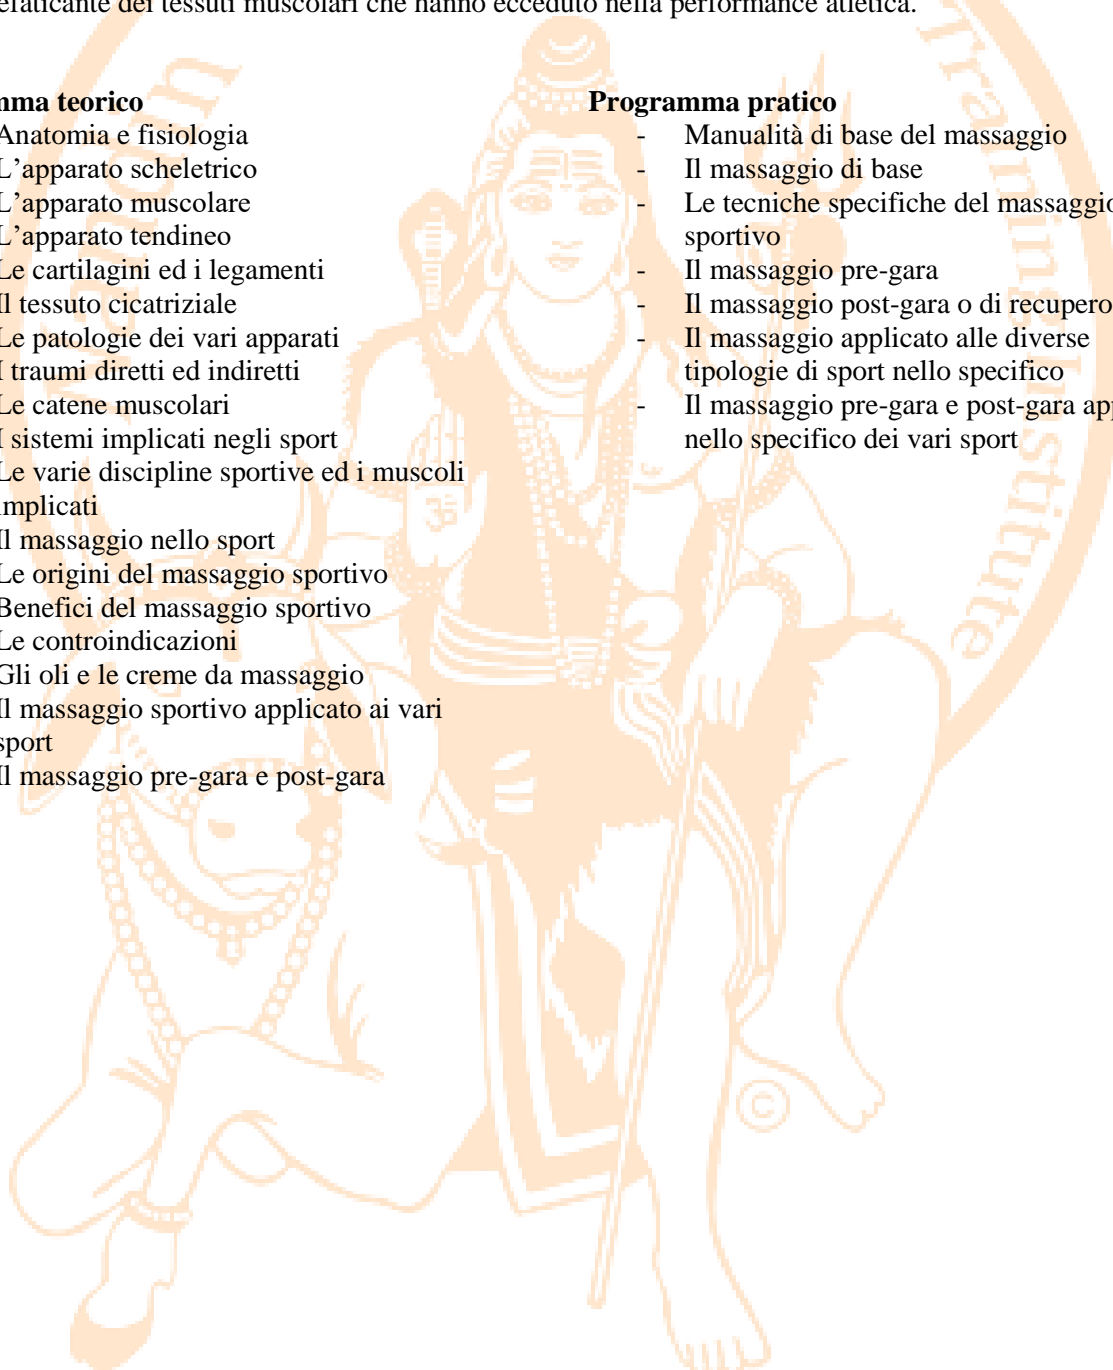 efaticante dei tessuti muscolari che hanno ecceduto nella performance atletica.
mma teorico
Anatomia e fisiologia
L’apparato scheletrico
L’apparato muscolare
L’apparato tendineo
Le cartilagini ed i legamenti
Il tessuto cicatriziale
Le patologie dei vari apparati
I traumi diretti ed indiretti
Le catene muscolari
I sistemi implicati negli sport
Le varie discipline sportive ed i muscoli
implicati
Il massaggio nello sport
Le origini del massaggio sportivo
Benefici del massaggio sportivo
Le controindicazioni
Gli oli e le creme da massaggio
Il massaggio sportivo applicato ai vari
sport
Il massaggio pre-gara e post-gara
Programma pratico
- Manualità di base del massaggio
- Il massaggio di base
- Le tecniche specifiche del massaggio
sportivo
- Il massaggio pre-gara
- Il massaggio post-gara o di recupero
- Il massaggio applicato alle diverse
tipologie di sport nello specifico
- Il massaggio pre-gara e post-gara app
nello specifico dei vari sport
Nandin
Training Institute
ॐ
©